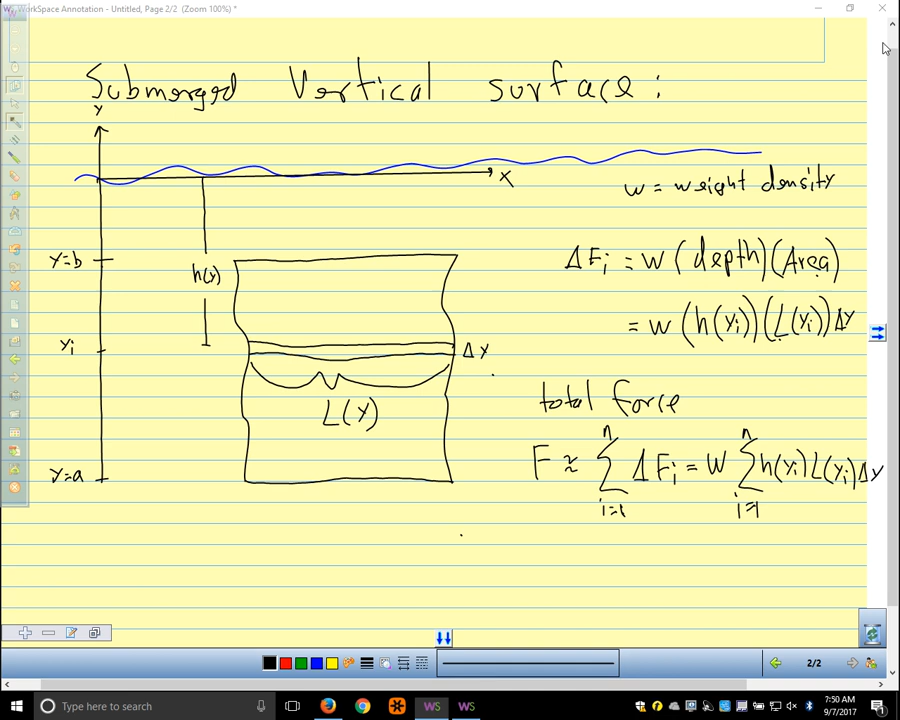 WorkSpace Annotation - Untitled, Page 2/2 (Zoom 100%) *
Submerged Vertical surface:
Y
X
w = weight density
y=b
h(y)
ΔFi = w (depth)(Area)
= w (h(yi))(L(yi))Δy
yi
Δy
L(y)
total force
F ≈ n∑i=1 ΔFi = w n∑i=1 h(yi)L(yi)Δy
y=a
2/2
Type here to search
WS WS
7:50 AM
9/7/2017